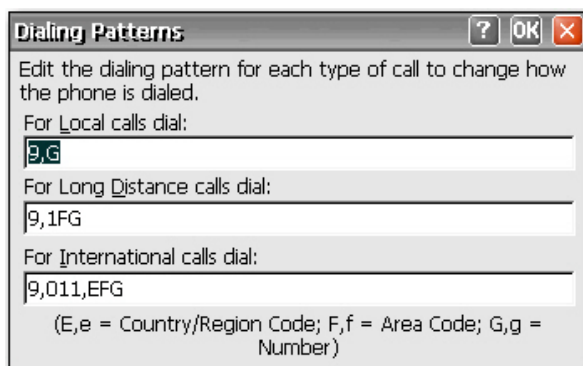 Dialing Patterns ? OK X
Edit the dialing pattern for each type of call to change how
the phone is dialed.
For Local calls dial:
9,G
For Long Distance calls dial:
9,1FG
For International calls dial:
9,011,EFG
(E,e = Country/Region Code; F,f = Area Code; G,g =
Number)